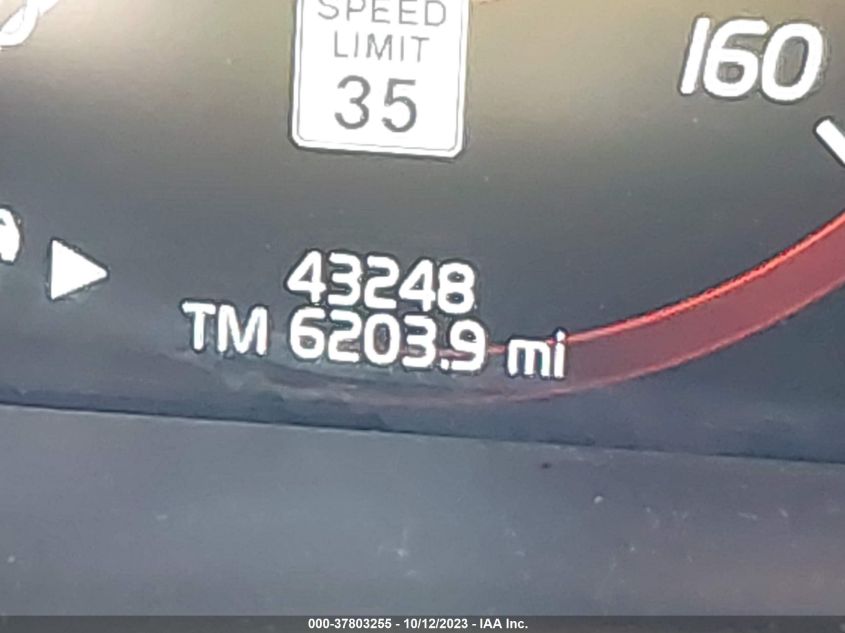 SPEED
LIMIT
35
160
43248
TM 6203.9 mi
000-37803255 - 10/12/2023 - IAA Inc.